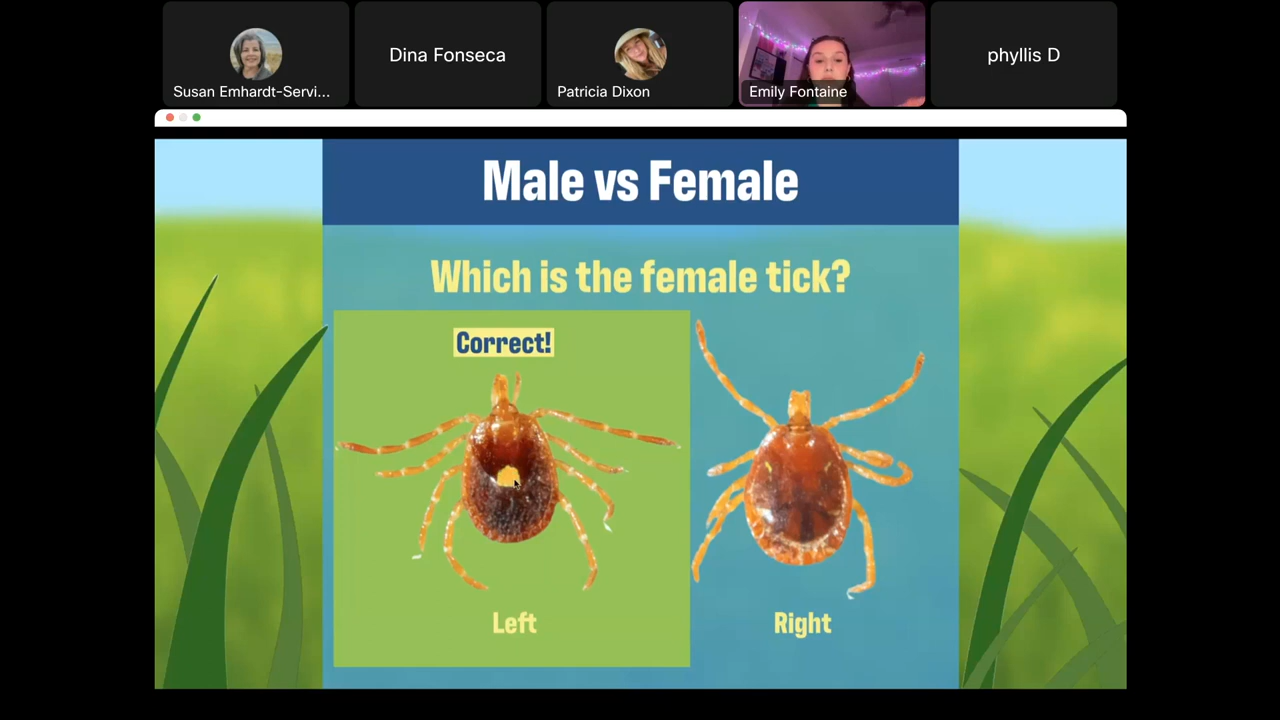 Susan Emhardt-Servi...
Dina Fonseca
Patricia Dixon
Emily Fontaine
phyllis D
Male vs Female
Which is the female tick?
Correct!
Left
Right